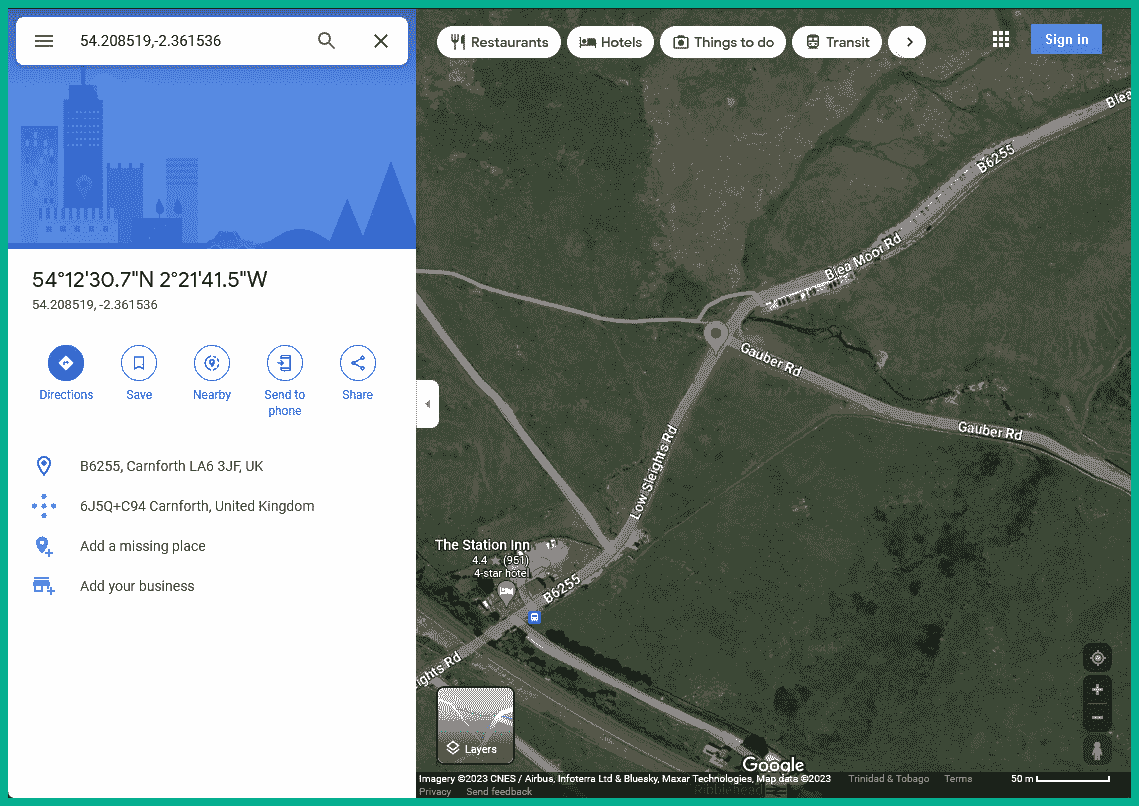 54.208519,-2.361536
Restaurants
Hotels
Things to do
Transit
Sign in
54°12'30.7"N 2°21'41.5"W
54.208519, -2.361536
Directions
Save
Nearby
Send to
phone
Share
B6255, Carnforth LA6 3JF, UK
6J5Q+C94 Carnforth, United Kingdom
Add a missing place
Add your business
Blea
B6255
Blea Moor Rd
Gauber Rd
Gauber Rd
Low Sleights Rd
The Station Inn
4.4 ★ (951)
4-star hotel
B6255
ights Rd
Layers
Google
Imagery ©2023 CNES / Airbus, Infoterra Ltd & Bluesky, Maxar Technologies, Map data ©2023
Trinidad & Tobago
Terms
50 m
Privacy
Send feedback
Ribblehead